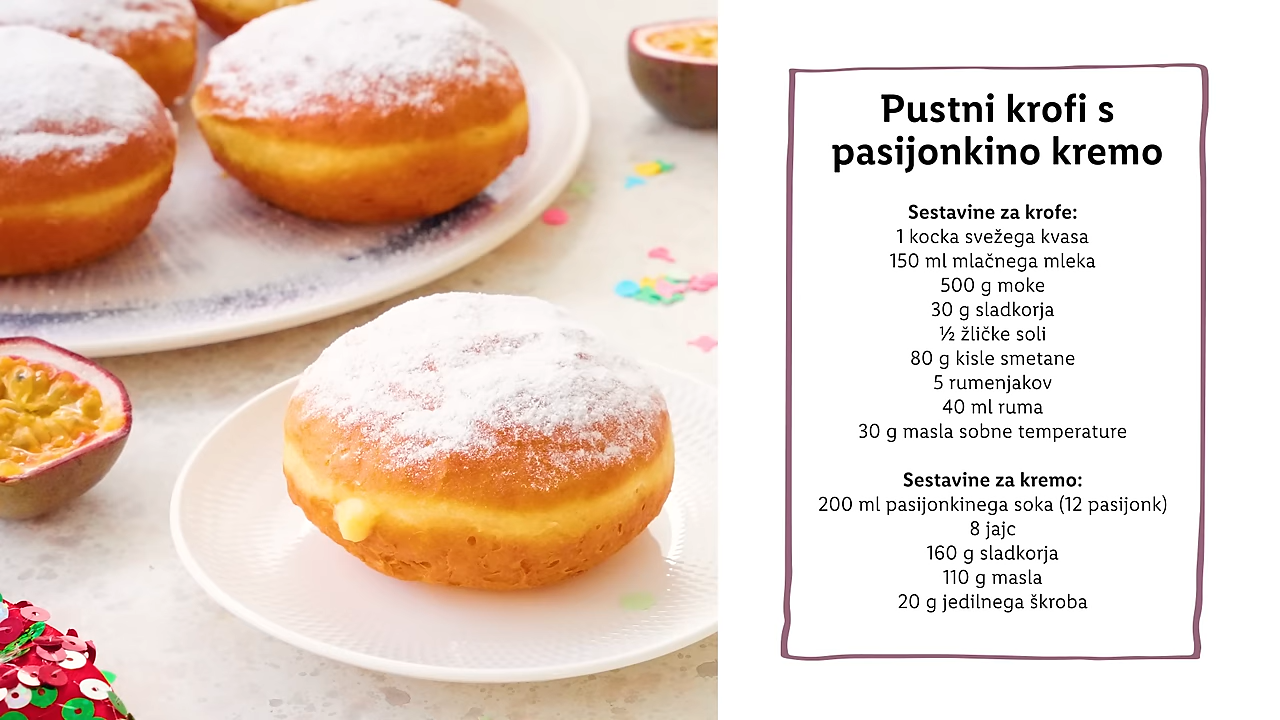 Pustni krofi s
pasijonkino kremo
Sestavine za krofe:
1 kocka svežega kvasa
150 ml mlačnega mleka
500 g moke
30 g sladkorja
½ žličke soli
80 g kisle smetane
5 rumenjakov
40 ml ruma
30 g masla sobne temperature
Sestavine za kremo:
200 ml pasijonkinega soka (12 pasijonk)
8 jajc
160 g sladkorja
110 g masla
20 g jedilnega škroba